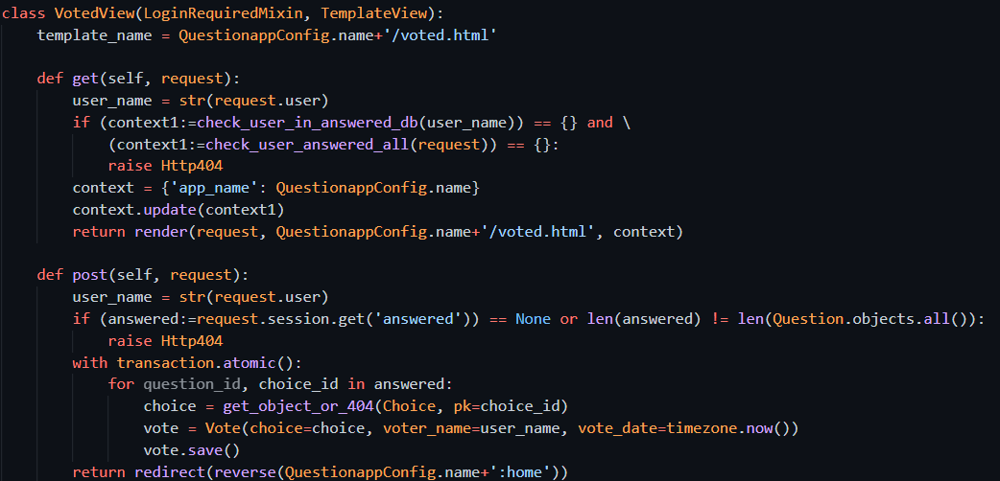 class VotedView(LoginRequiredMixin, TemplateView):
    template_name = QuestionappConfig.name+'/voted.html'

    def get(self, request):
        user_name = str(request.user)
        if (context1:=check_user_in_answered_db(user_name)) == {} and \
            (context1:=check_user_answered_all(request)) == {}:
            raise Http404
        context = {'app_name': QuestionappConfig.name}
        context.update(context1)
        return render(request, QuestionappConfig.name+'/voted.html', context)

    def post(self, request):
        user_name = str(request.user)
        if (answered:=request.session.get('answered')) == None or len(answered) != len(Question.objects.all()):
            raise Http404
        with transaction.atomic():
            for question_id, choice_id in answered:
                choice = get_object_or_404(Choice, pk=choice_id)
                vote = Vote(choice=choice, voter_name=user_name, vote_date=timezone.now())
                vote.save()
        return redirect(reverse(QuestionappConfig.name+':home'))